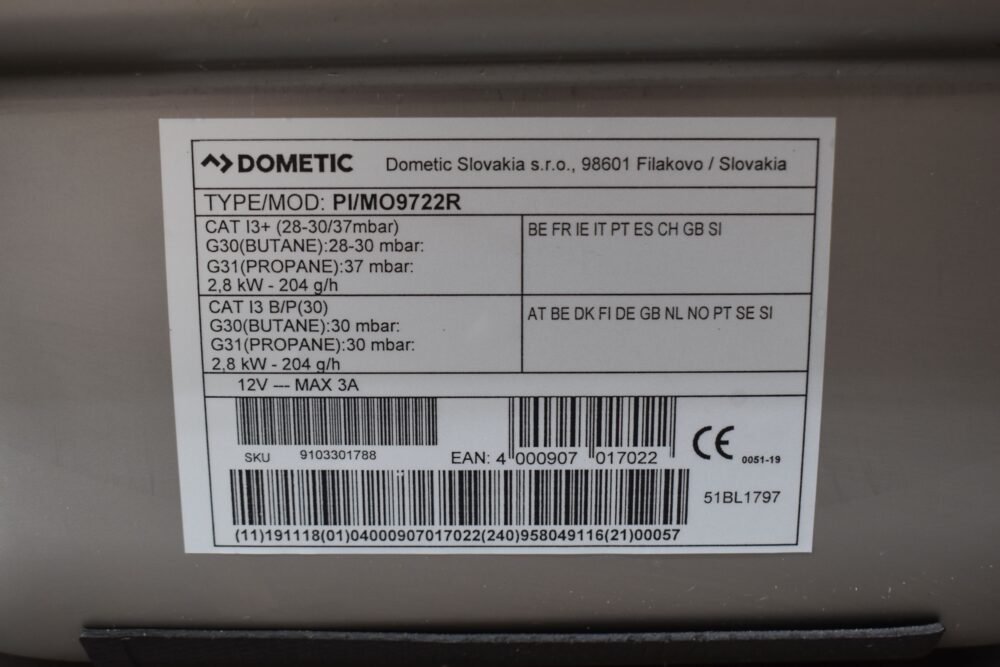 DOMETIC Dometic Slovakia s.r.o., 98601 Filakovo / Slovakia
TYPE/MOD: PI/MO9722R
CAT I3+ (28-30/37mbar)
G30(BUTANE):28-30 mbar:
G31(PROPANE):37 mbar:
2,8 kW - 204 g/h
BE FR IE IT PT ES CH GB SI
CAT I3 B/P(30)
G30(BUTANE):30 mbar:
G31(PROPANE):30 mbar:
2,8 kW - 204 g/h
AT BE DK FI DE GB NL NO PT SE SI
12V --- MAX 3A
SKU 9103301788
EAN: 4 000907 017022
CE 0051-19
51BL1797
(11)191118(01)04000907017022(240)958049116(21)00057